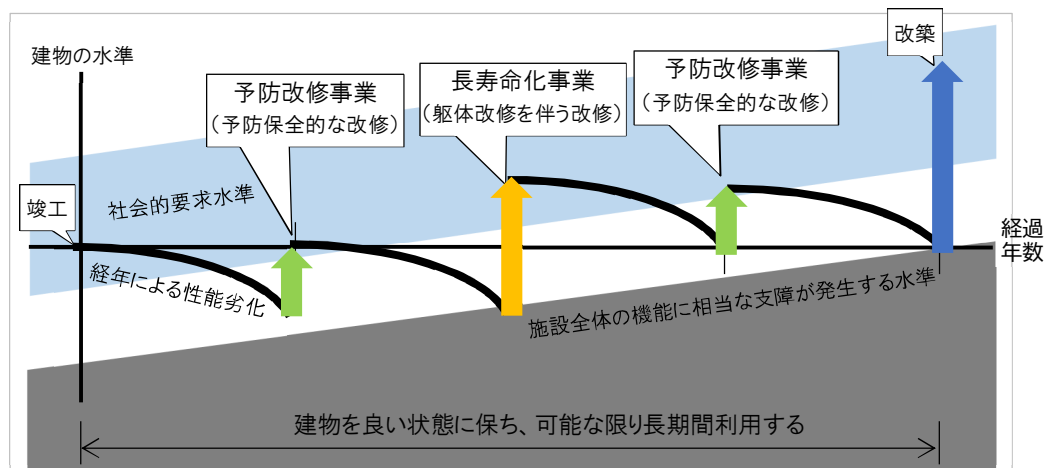 建物の水準
改築
予防改修事業
（予防保全的な改修）
長寿命化事業
（躯体改修を伴う改修）
予防改修事業
（予防保全的な改修）
社会的要求水準
竣工
経過
年数
経年による性能劣化
施設全体の機能に相当な支障が発生する水準
建物を良い状態に保ち、可能な限り長期間利用する